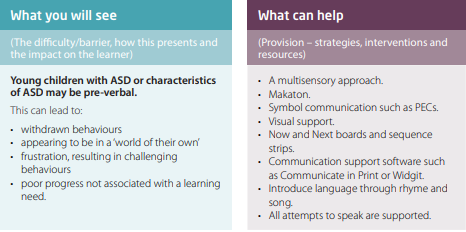 What you will see
(The difficulty/barrier, how this presents and
the impact on the learner)
Young children with ASD or characteristics
of ASD may be pre-verbal.
This can lead to:
• withdrawn behaviours
• appearing to be in a ‘world of their own’
• frustration, resulting in challenging
behaviours
• poor progress not associated with a learning
need.
What can help
(Provision – strategies, interventions and
resources)
• A multisensory approach.
• Makaton.
• Symbol communication such as PECs.
• Visual support.
• Now and Next boards and sequence
strips.
• Communication support software such
as Communicate in Print or Widgit.
• Introduce language through rhyme and
song.
• All attempts to speak are supported.